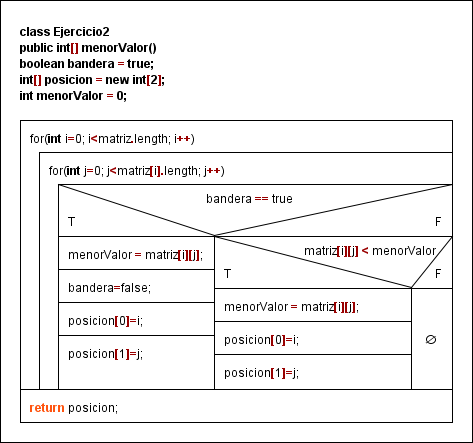 class Ejercicio2
public int[] menorValor()
boolean bandera = true;
int[] posicion = new int[2];
int menorValor = 0;
for(int i=0; i<matriz.length; i++)
for(int j=0; j<matriz[i].length; j++)
bandera == true
T
F
menorValor = matriz[i][j];
bandera=false;
posicion[0]=i;
posicion[1]=j;
matriz[i][j] < menorValor
T
F
menorValor = matriz[i][j];
posicion[0]=i;
posicion[1]=j;
∅
return posicion;